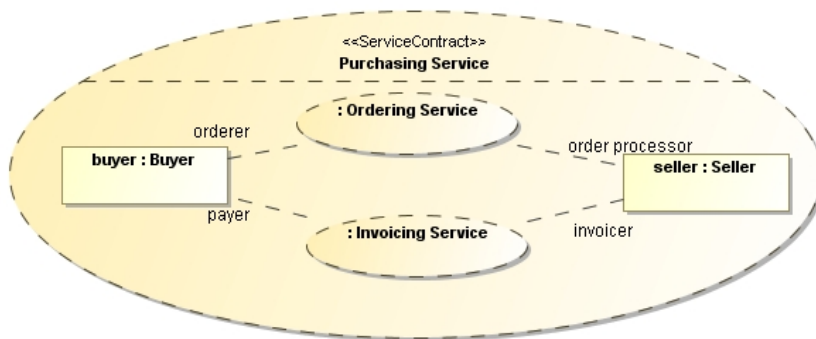 <<ServiceContract>>
Purchasing Service
: Ordering Service
orderer
order processor
buyer : Buyer
seller : Seller
payer
: Invoicing Service
invoicer